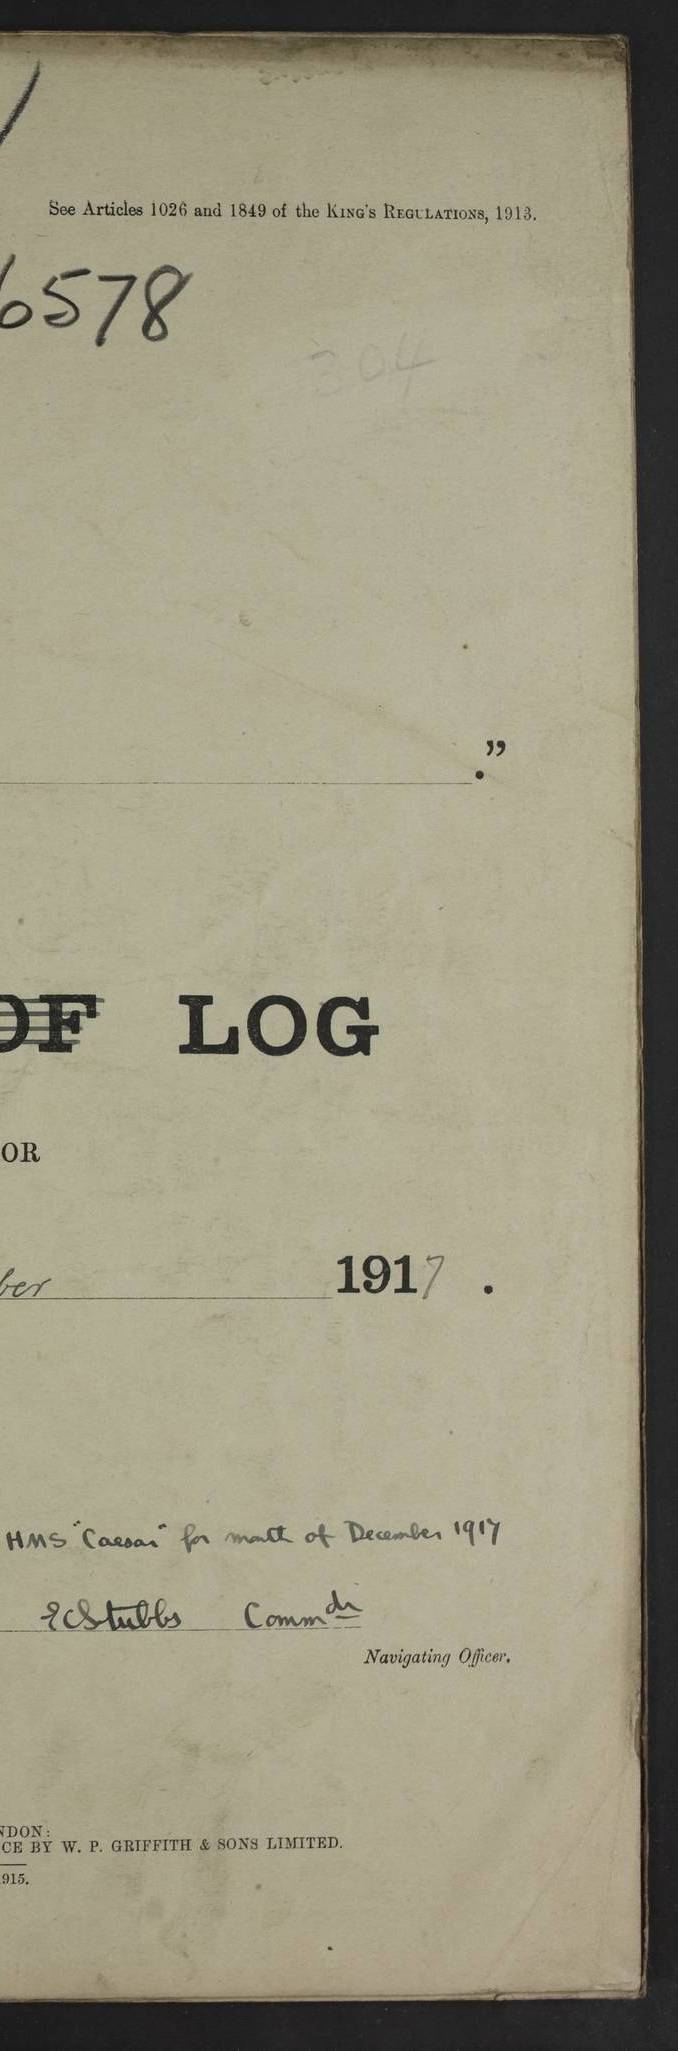 See Articles 1026 and 1849 of the KING'S REGULATIONS, 1913.
6578
304
."
OF LOG
OR
ber 1917 .
HMS "Caesar" for month of December 1917
ECStubbs Commdr
Navigating Officer.
NDON:
CE BY W. P. GRIFFITH & SONS LIMITED.
915.